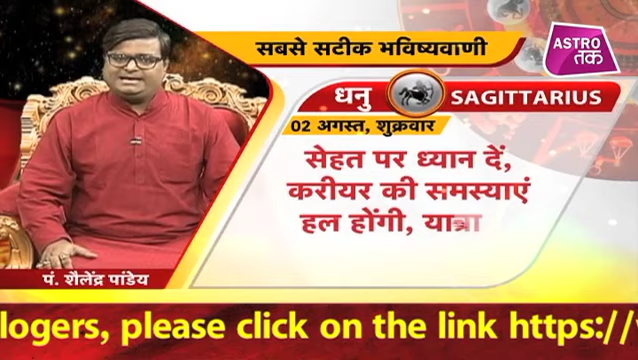 सबसे सटीक भविष्यवाणी
ASTRO
तक
धनु
SAGITTARIUS
02 अगस्त, शुक्रवार
सेहत पर ध्यान दें,
करीयर की समस्याएं
हल होंगी, यात्रा
पं. शैलेंद्र पांडेय
logers, please click on the link https://